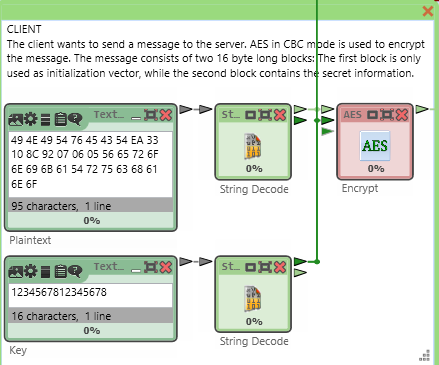 CLIENT
The client wants to send a message to the server. AES in CBC mode is used to encrypt
the message. The message consists of two 16 byte long blocks: The first block is only
used as initialization vector, while the second block contains the secret information.
Text... St... AES
49 4E 49 54 76 45 43 54 EA 33
10 8C 92 07 06 05 56 65 72 6F
6E 69 6B 61 54 72 75 63 68 61
6E 6F
AES
95 characters, 1 line
0% 0% 0%
Plaintext
String Decode
Encrypt
Text... St...
1234567812345678
16 characters, 1 line
0% 0%
Key
String Decode